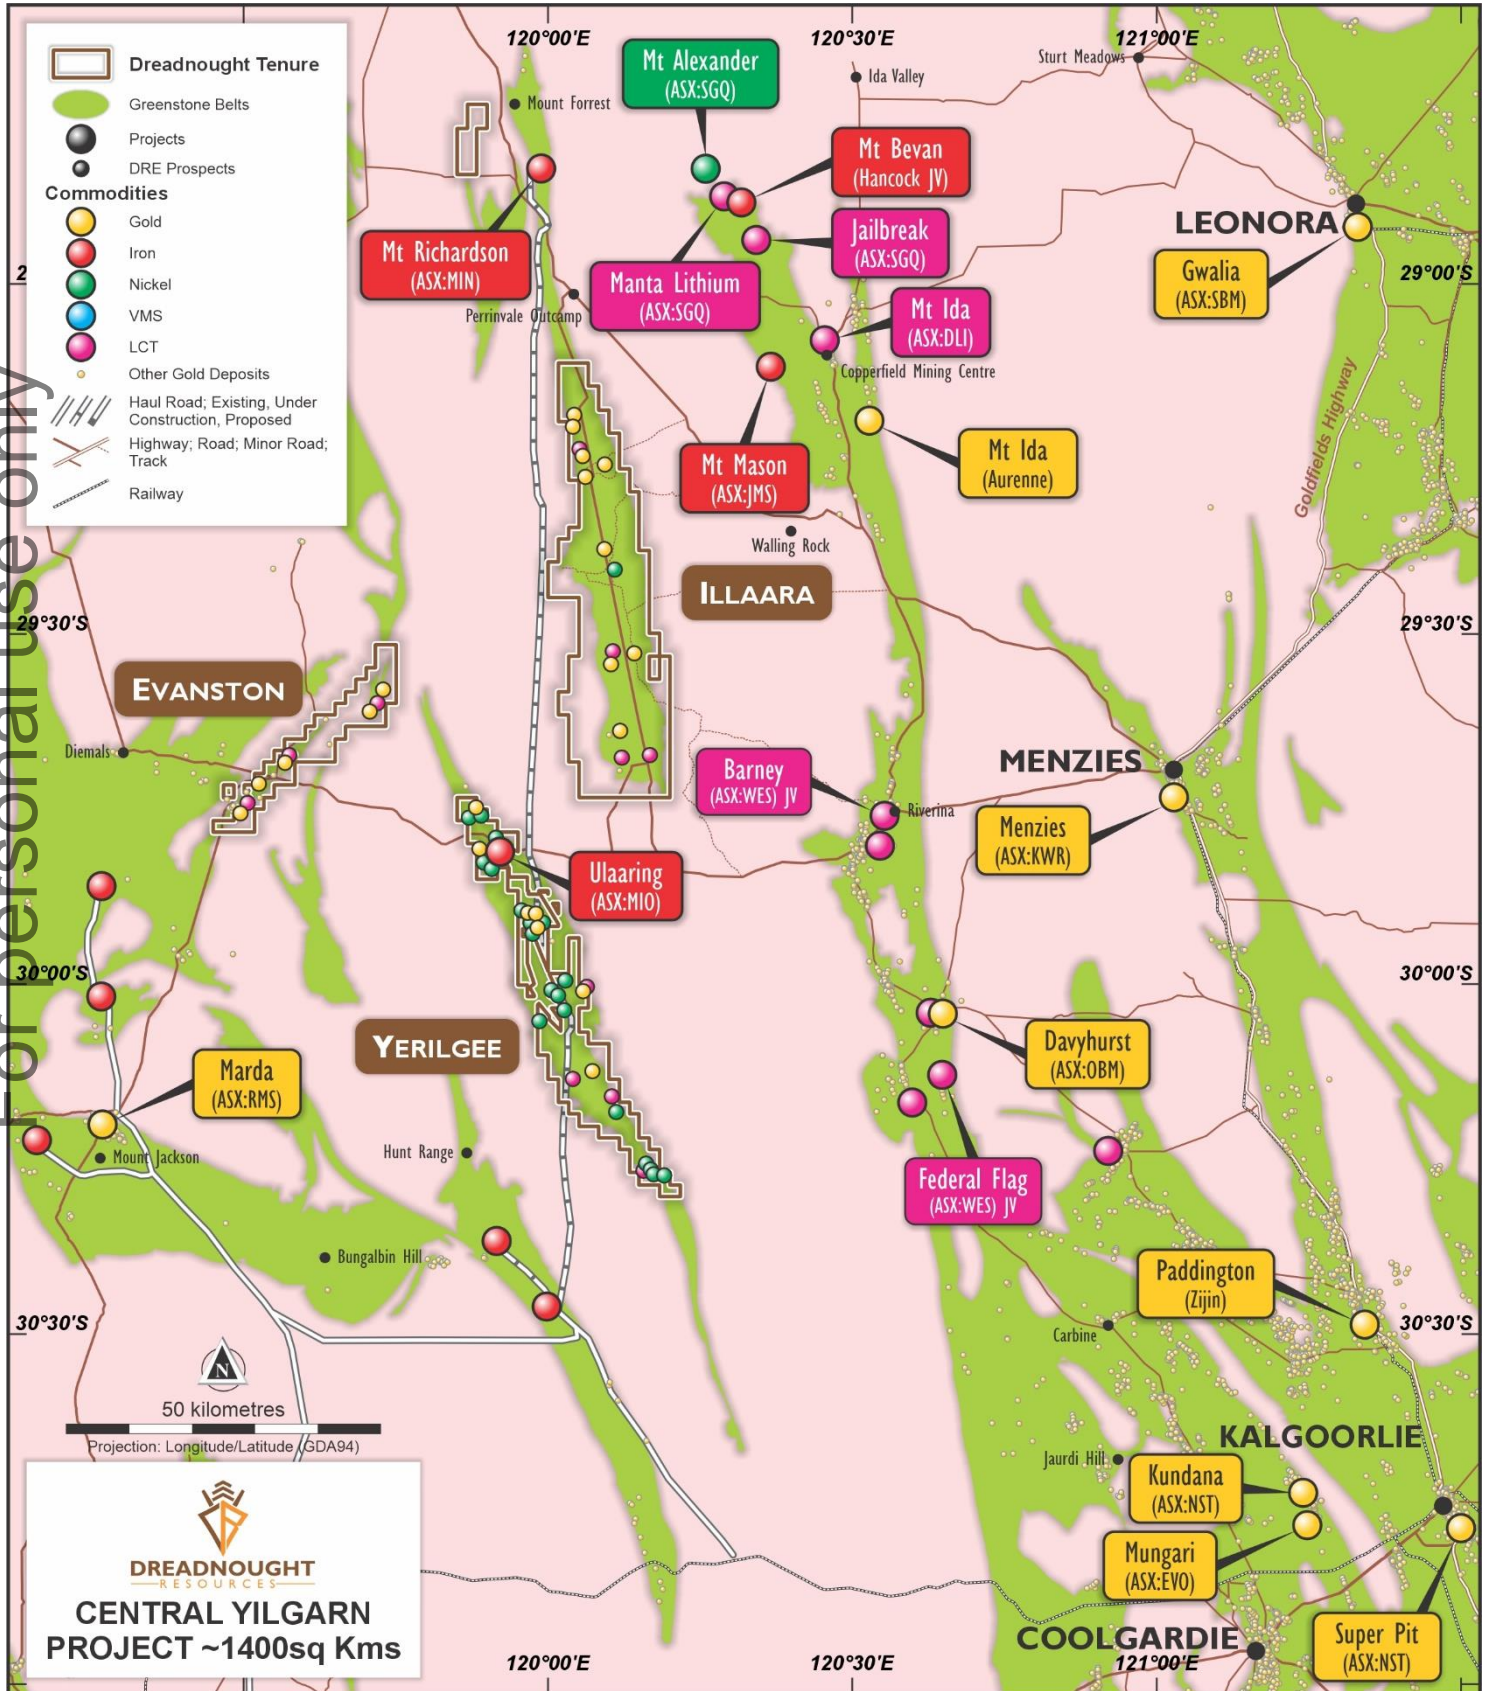 120°00'E
120°30'E
121°00'E
Dreadnought Tenure
Greenstone Belts
Projects
DRE Prospects
Commodities
Gold
Iron
Nickel
VMS
LCT
Other Gold Deposits
Haul Road; Existing, Under
Construction, Proposed
Highway; Road; Minor Road;
Track
Railway
For personal use only
Mt Alexander
(ASX:SGQ)
Sturt Meadows
Ida Valley
Mount Forrest
Mt Bevan
(Hancock JV)
LEONORA
Jailbreak
(ASX:SGQ)
Mt Richardson
(ASX:MIN)
Manta Lithium
(ASX:SGQ)
Gwalia
(ASX:SBM)
29°00'S
Perrinvale Outcamp
Mt Ida
(ASX:DLI)
Copperfield Mining Centre
Goldfields Highway
Mt Mason
(ASX:JMS)
Mt Ida
(Aurenne)
Walling Rock
ILLAARA
29°30'S
29°30'S
EVANSTON
Diemals
MENZIES
Barney
(ASX:WES) JV
Riverina
Menzies
(ASX:KWR)
Ulaaring
(ASX:MIO)
30°00'S
30°00'S
YERILGEE
Davyhurst
(ASX:OBM)
Marda
(ASX:RMS)
Mount Jackson
Hunt Range
Federal Flag
(ASX:WES) JV
Bungalbin Hill
Paddington
(Zijin)
30°30'S
30°30'S
Carbine
N
50 kilometres
Projection: Longitude/Latitude (GDA94)
KALGOORLIE
Jaurdi Hill
Kundana
(ASX:NST)
Mungari
(ASX:EVO)
DREADNOUGHT
RESOURCES
CENTRAL YILGARN
PROJECT ~1400sq Kms
COOLGARDIE
Super Pit
(ASX:NST)
120°00'E
120°30'E
121°00'E